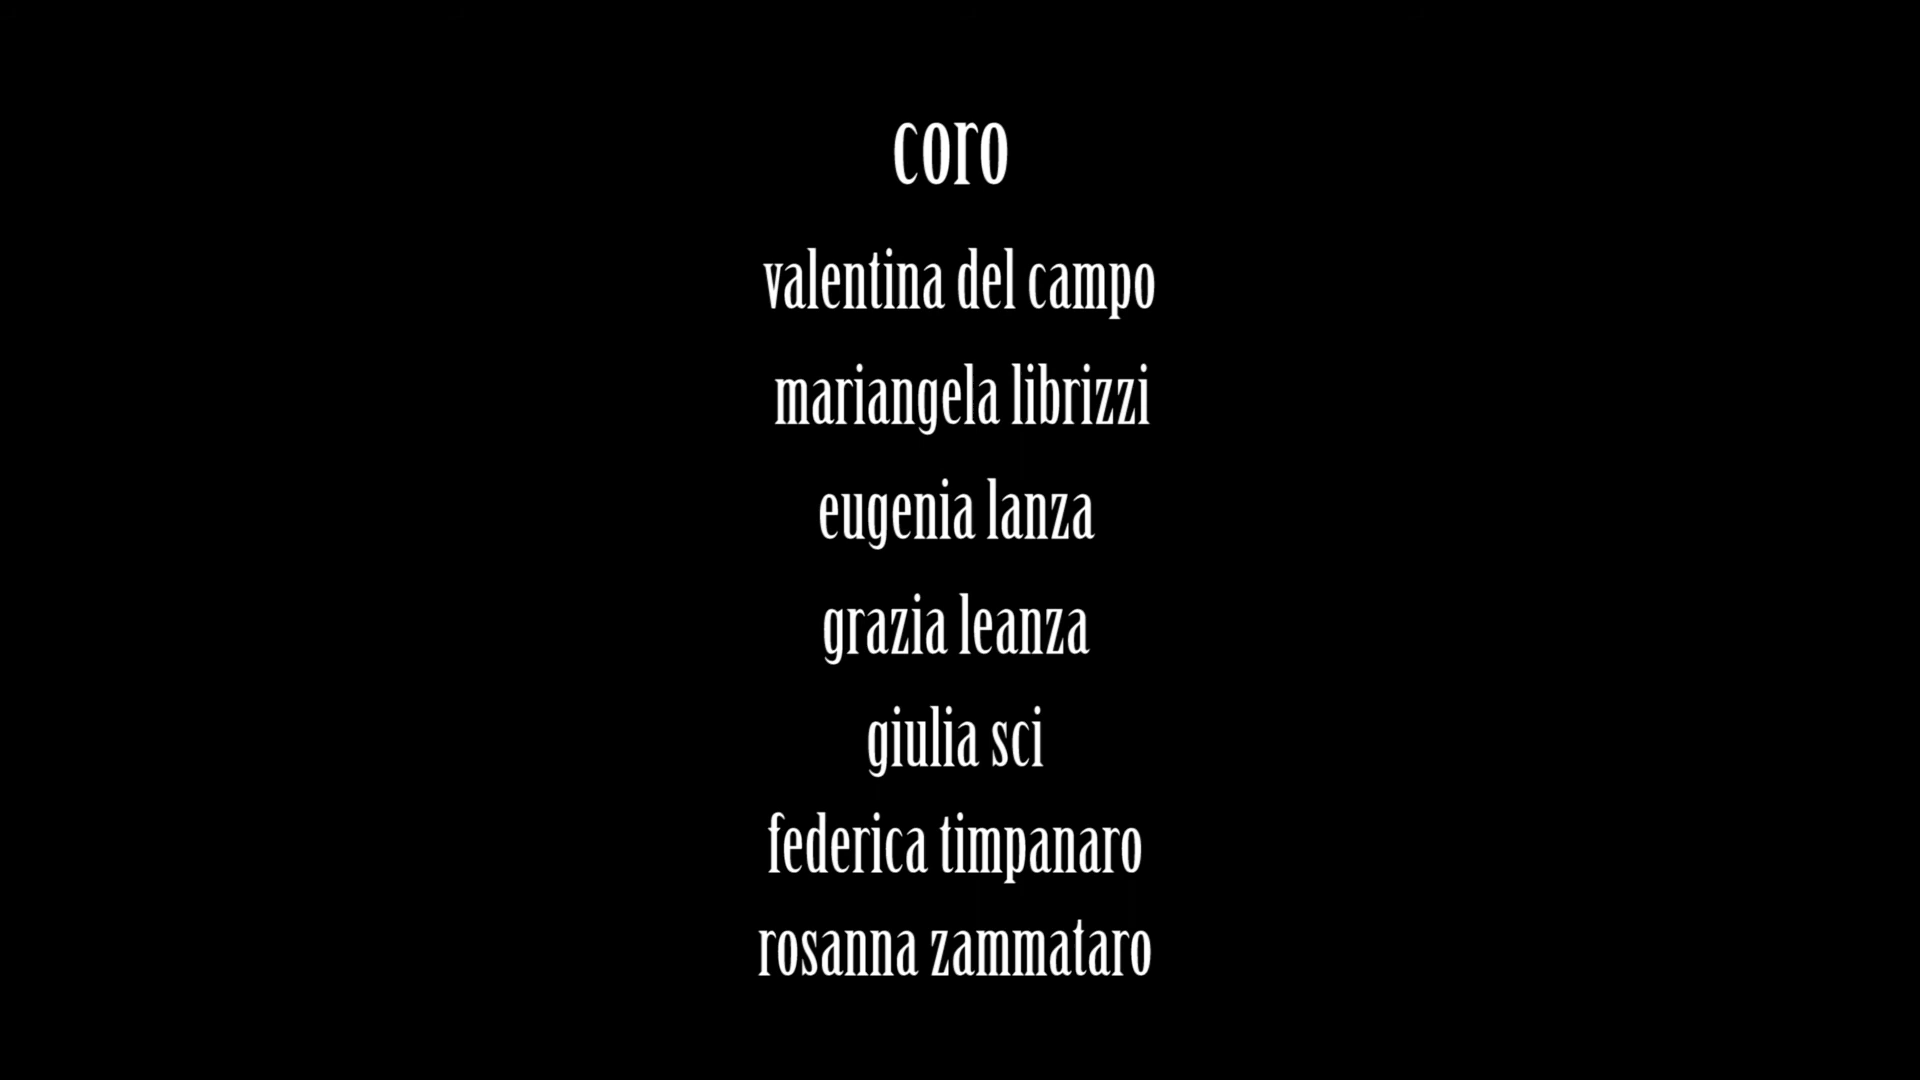 coro
valentina del campo
mariangela librizzi
eugenia lanza
grazia leanza
giulia sci
federica timpanaro
rosanna zammataro